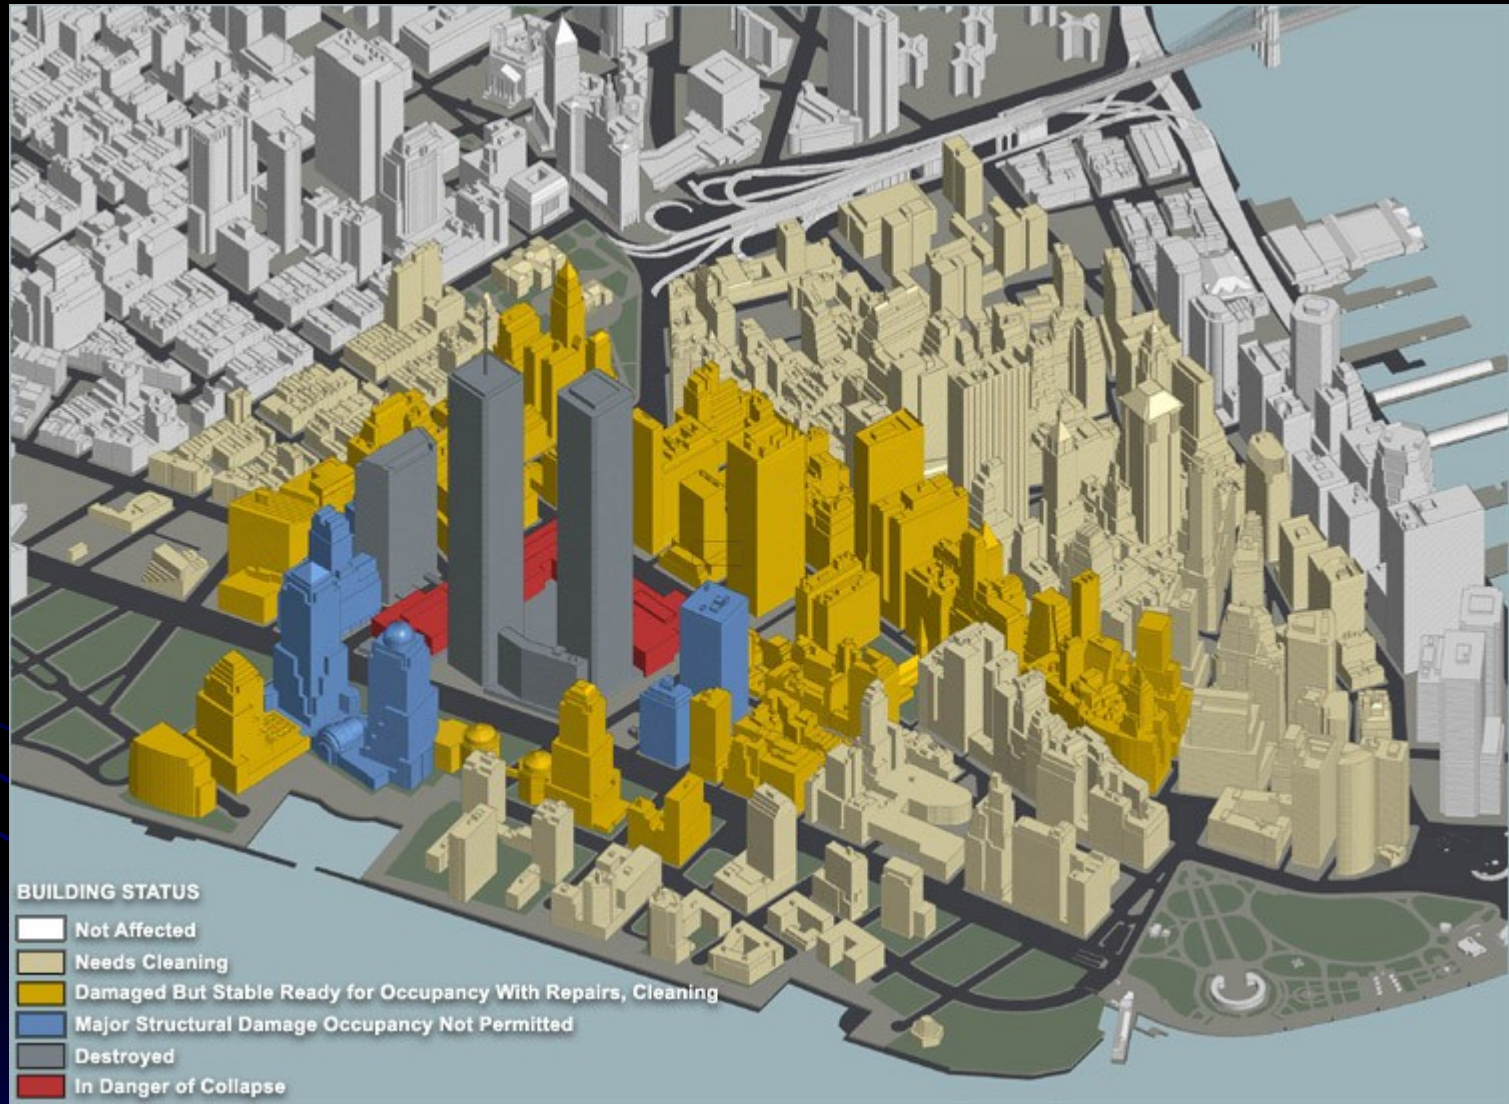 BUILDING STATUS
Not Affected
Needs Cleaning
Damaged But Stable Ready for Occupancy With Repairs, Cleaning
Major Structural Damage Occupancy Not Permitted
Destroyed
In Danger of Collapse